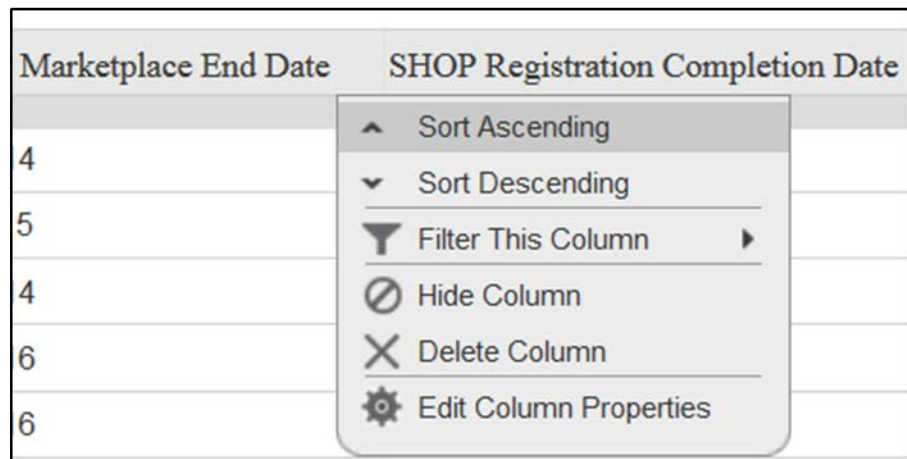 Marketplace End Date SHOP Registration Completion Date
Sort Ascending
4
Sort Descending
5
Filter This Column
4
Hide Column
6
Delete Column
6
Edit Column Properties